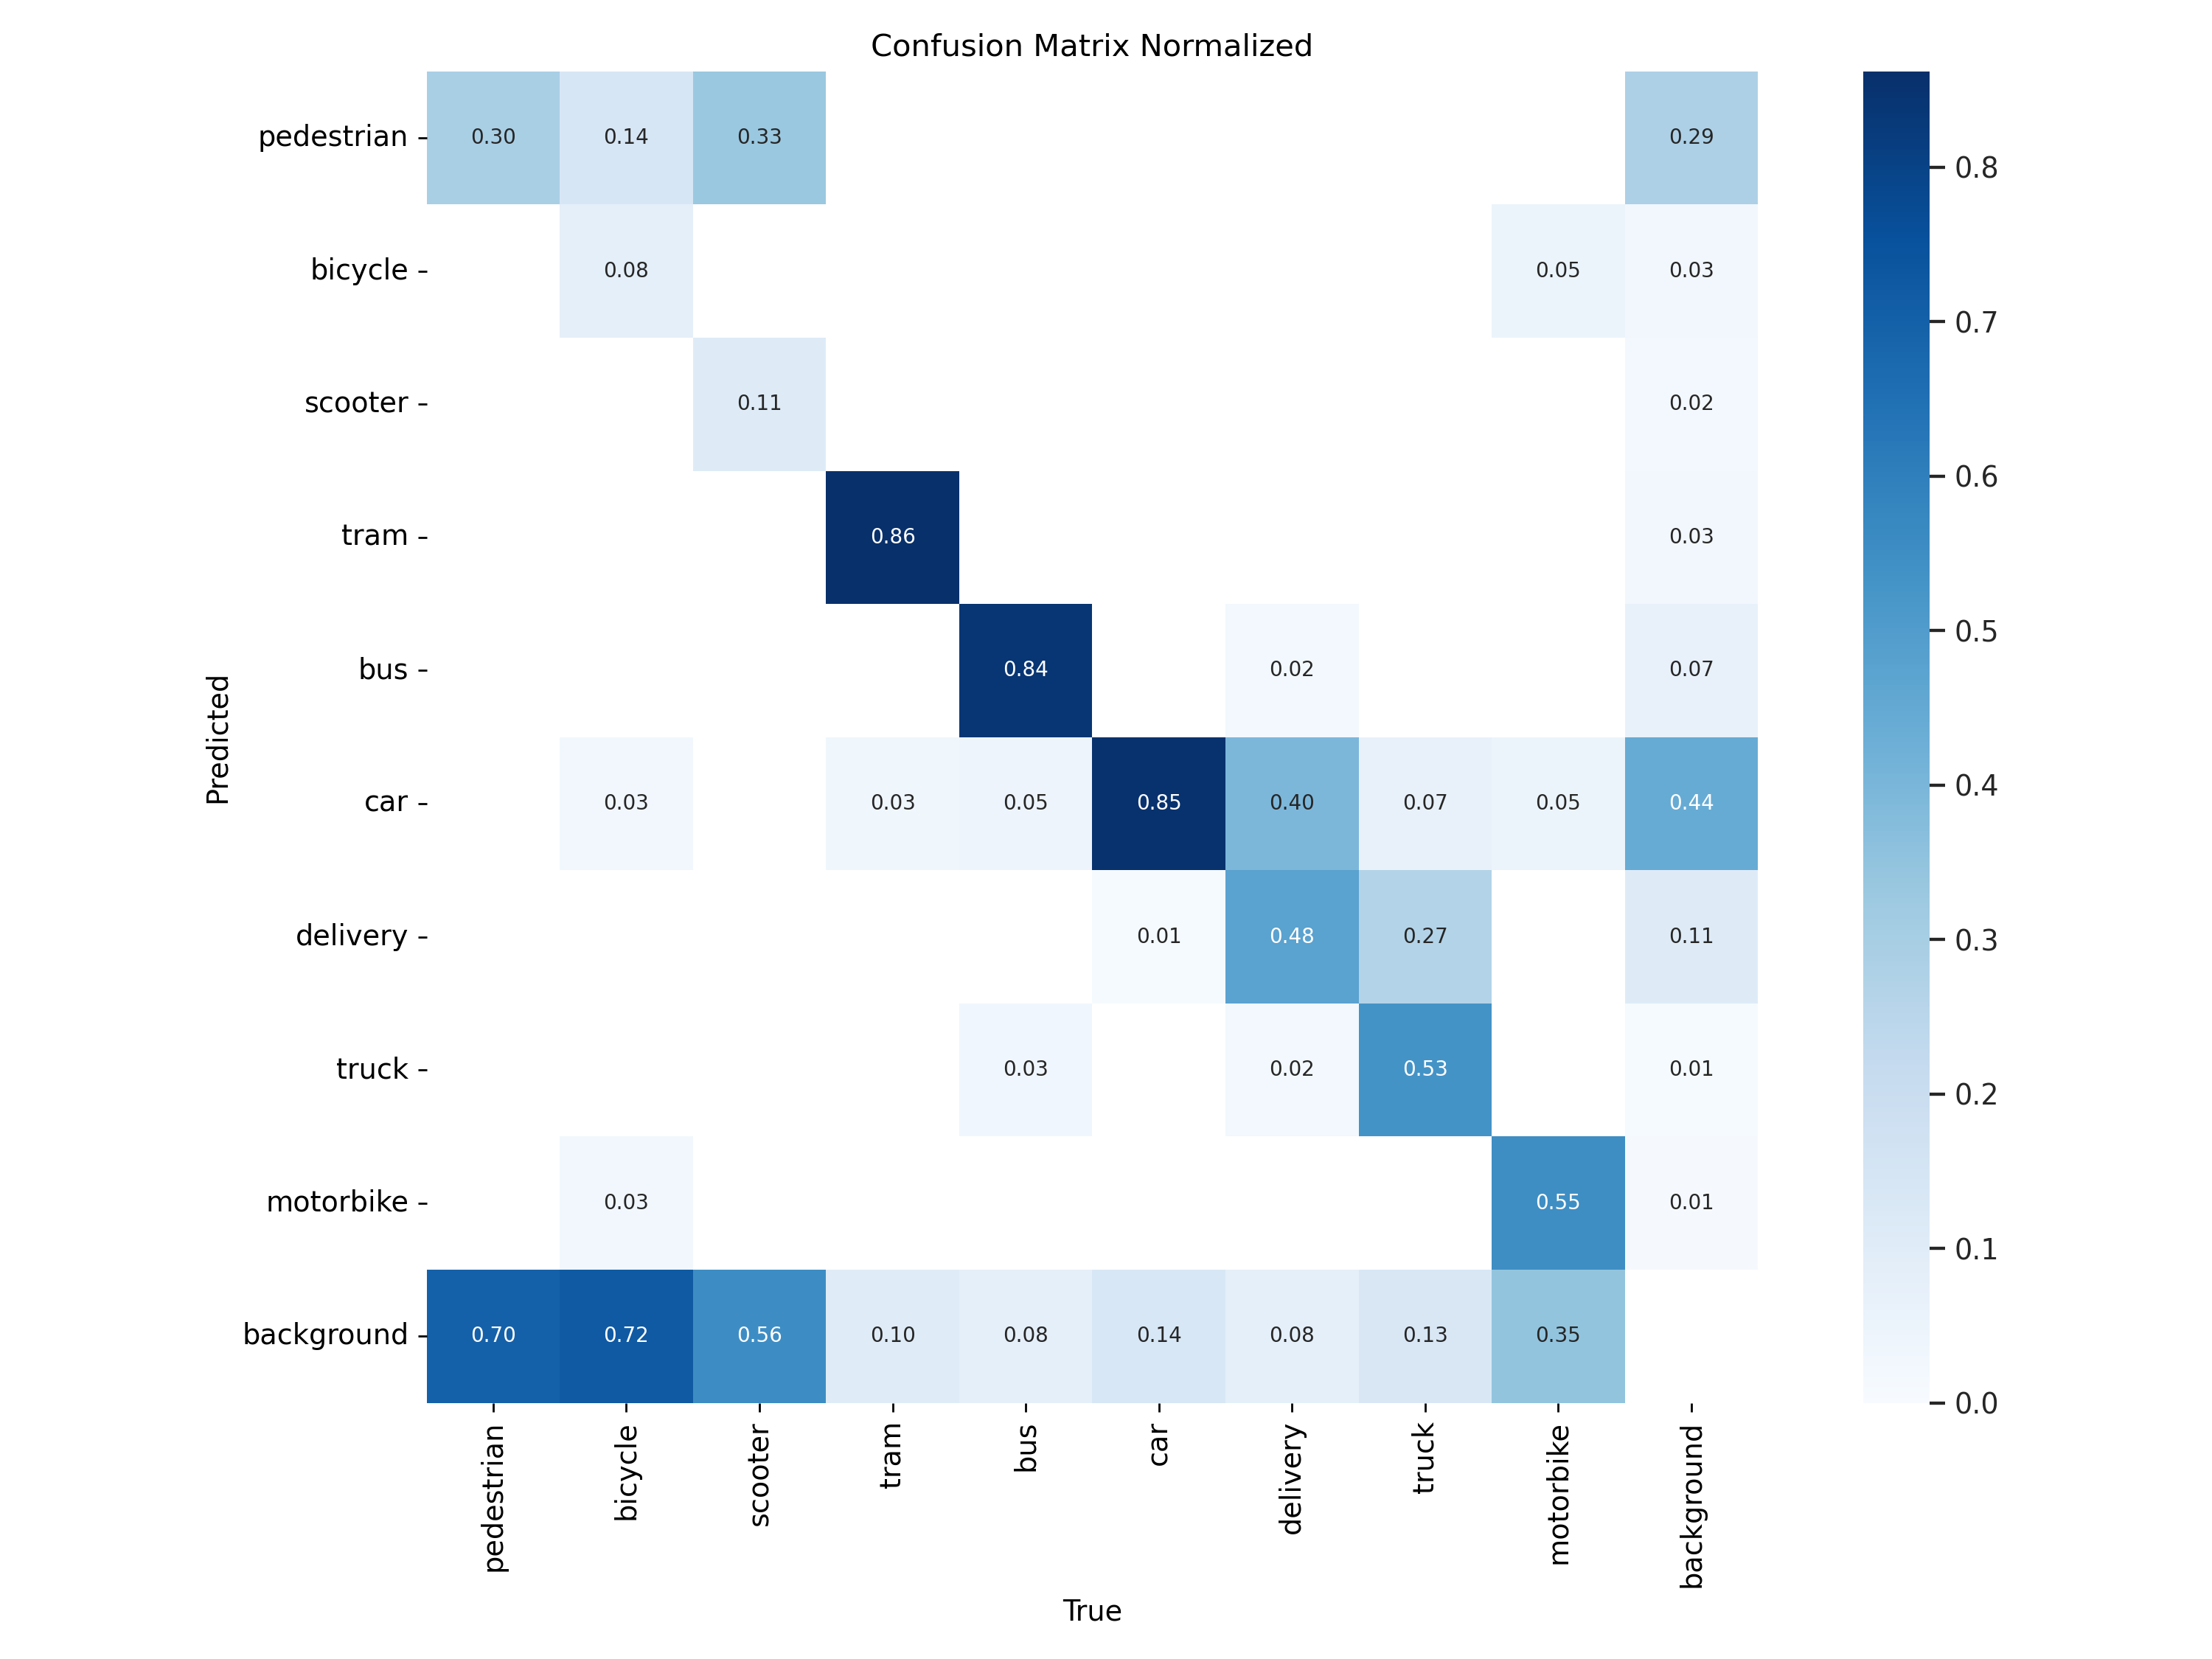 Confusion Matrix Normalized
pedestrian 0.30 0.14 0.33 0.29
bicycle 0.08 0.05 0.03
scooter 0.11 0.02
tram 0.86 0.03
bus 0.84 0.02 0.07
car 0.03 0.03 0.05 0.85 0.40 0.07 0.05 0.44
delivery 0.01 0.48 0.27 0.11
truck 0.03 0.02 0.53 0.01
motorbike 0.03 0.55 0.01
background 0.70 0.72 0.56 0.10 0.08 0.14 0.08 0.13 0.35
Predicted
pedestrian bicycle scooter tram bus car delivery truck motorbike background
True
0.8
0.7
0.6
0.5
0.4
0.3
0.2
0.1
0.0